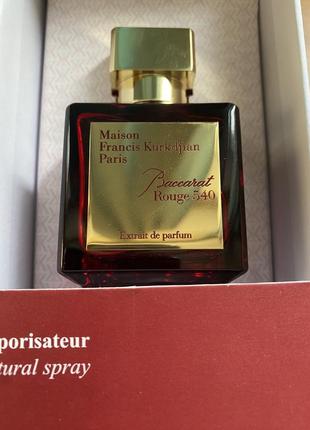 Maison
Francis Kurkdjian
Paris
Baccarat
Rouge 540
Extrait de parfum
porisateur
tural spray